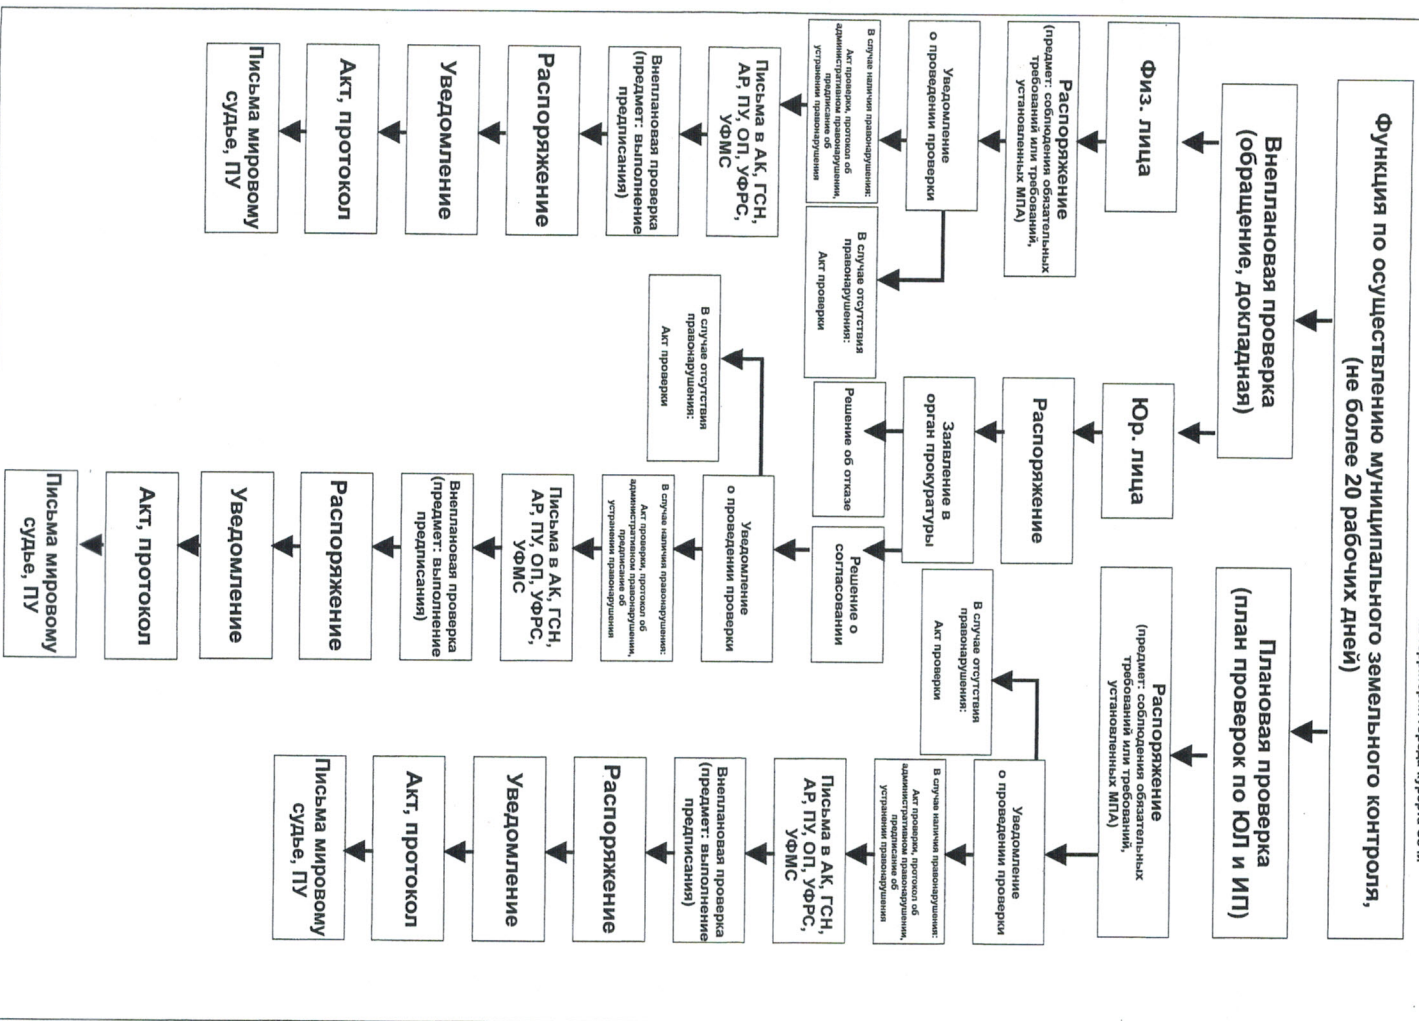 Функция по осуществлению муниципального земельного контроля,
(не более 20 рабочих дней)
Внеплановая проверка
(обращение, докладная)
Плановая проверка
(план проверок по ЮЛ и ИП)
Физ. лица
Распоряжение
(предмет: соблюдения обязательных
требований или требований,
установленных МПА)
Уведомление
о проведении проверки
В случае наличия правонарушения:
Акт проверки, протокол об
административном правонарушении,
предписание об
устранении правонарушения
В случае отсутствия
правонарушения:
Акт проверки
Письма в АК, ГСН,
АР, ПУ, ОП, УФРС,
УФМС
Внеплановая проверка
(предмет: выполнение
предписания)
Распоряжение
Уведомление
Акт, протокол
Письма мировому
судье, ПУ
Юр. лица
Распоряжение
Заявление в
орган прокуратуры
Решение об отказе
Решение о
согласовании
Уведомление
о проведении проверки
В случае отсутствия
правонарушения:
Акт проверки
В случае наличия правонарушения:
Акт проверки, протокол об
административном правонарушении,
предписание об
устранении правонарушения
Письма в АК, ГСН,
АР, ПУ, ОП, УФРС,
УФМС
Внеплановая проверка
(предмет: выполнение
предписания)
Распоряжение
Уведомление
Акт, протокол
Письма мировому
судье, ПУ
Распоряжение
(предмет: соблюдения обязательных
требований или требований,
установленных МПА)
Уведомление
о проведении проверки
В случае отсутствия
правонарушения:
Акт проверки
В случае наличия правонарушения:
Акт проверки, протокол об
административном правонарушении,
предписание об
устранении правонарушения
Письма в АК, ГСН,
АР, ПУ, ОП, УФРС,
УФМС
Внеплановая проверка
(предмет: выполнение
предписания)
Распоряжение
Уведомление
Акт, протокол
Письма мировому
судье, ПУ